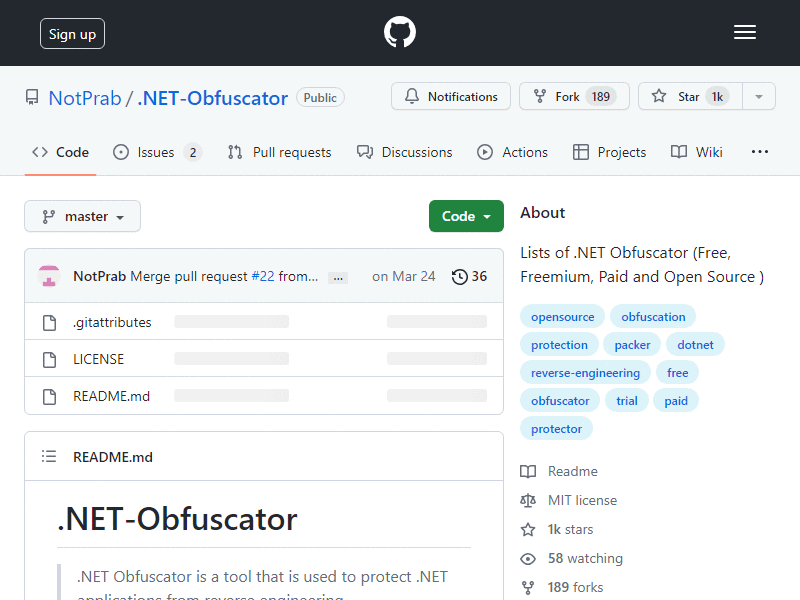 Sign up
NotPrab / .NET-Obfuscator Public
Notifications Fork 189 Star 1k
Code Issues 2 Pull requests Discussions Actions Projects Wiki
master Code
NotPrab Merge pull request #22 from... ... on Mar 24 36
.gitattributes
LICENSE
README.md
README.md
.NET-Obfuscator
.NET Obfuscator is a tool that is used to protect .NET
applications from reverse engineering
About
Lists of .NET Obfuscator (Free,
Freemium, Paid and Open Source )
opensource obfuscation
protection packer dotnet
reverse-engineering free
obfuscator trial paid
protector
Readme
MIT license
1k stars
58 watching
189 forks